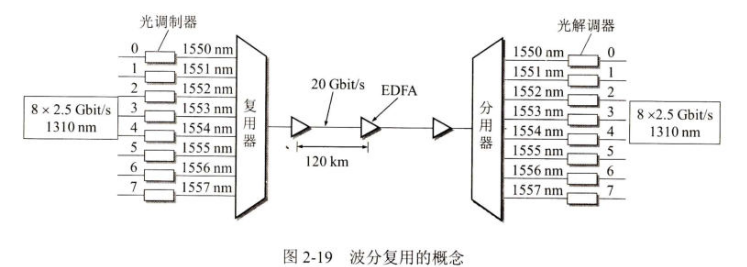 光调制器
光解调器
0 1550 nm
1 1551 nm
2 1552 nm
3 1553 nm
4 1554 nm
5 1555 nm
6 1556 nm
7 1557 nm
8 × 2.5 Gbit/s
1310 nm
复用器
20 Gbit/s
EDFA
120 km
分用器
1550 nm 0
1551 nm 1
1552 nm 2
1553 nm 3
1554 nm 4
1555 nm 5
1556 nm 6
1557 nm 7
8 ×2.5 Gbit/s
1310 nm
图 2-19 波分复用的概念